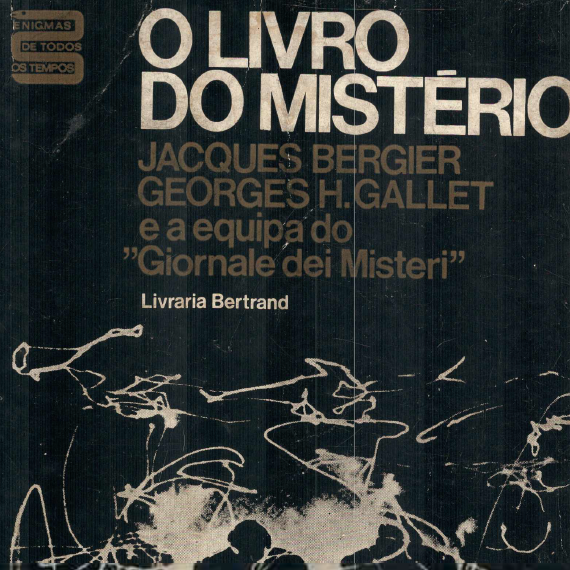 ENIGMAS
DE TODOS
OS TEMPOS
O LIVRO
DO MISTÉRIO
JACQUES BERGIER
GEORGES H. GALLET
e a equipa do
”Giornale dei Misteri”
Livraria Bertrand